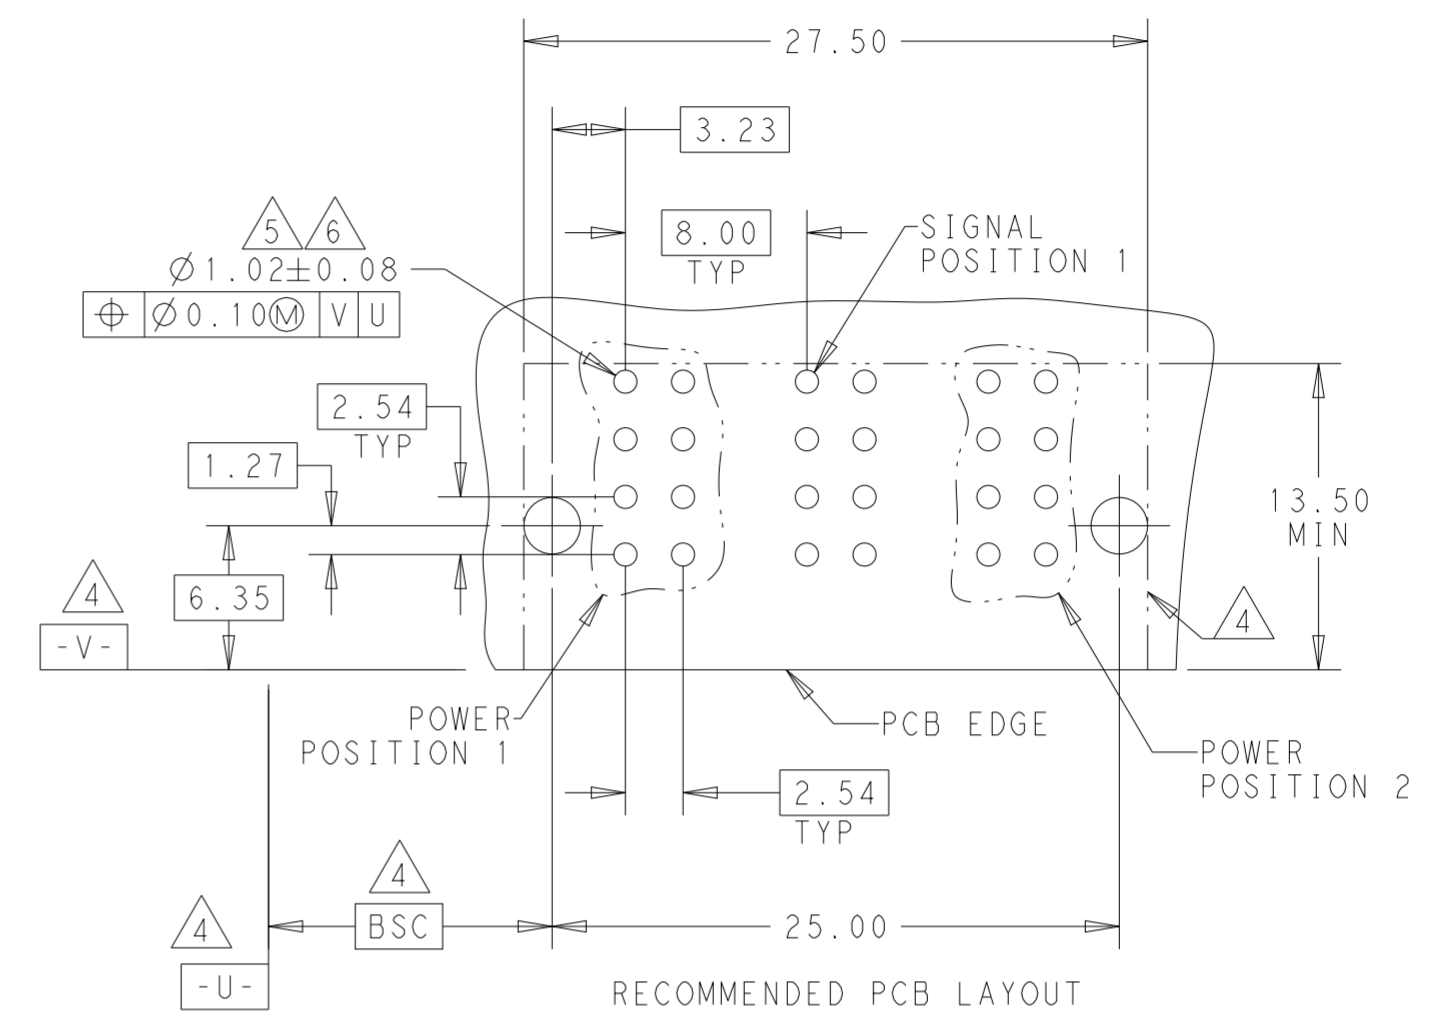 27.50
3.23
8.00
TYP
SIGNAL
POSITION 1
5
6
Ø1.02±0.08
⌖ Ø0.10Ⓜ V U
2.54
TYP
1.27
13.50
MIN
6.35
4
-V-
4
POWER
POSITION 1
PCB EDGE
POWER
POSITION 2
2.54
TYP
4
BSC
25.00
4
-U-
RECOMMENDED PCB LAYOUT